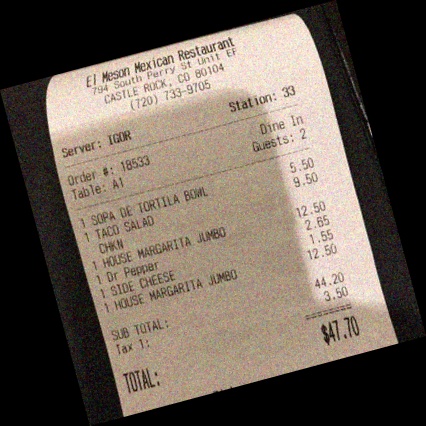 El Meson Mexican Restaurant
794 South Perry St Unit EF
CASTLE ROCK, CO 80104
(720) 733-9705
Server: IGOR Station: 33
Order #: 18533 Dine In
Table: A1 Guests: 2
1 SOPA DE TORTILA BOWL 5.50
1 TACO SALAD 9.50
CHKN
1 HOUSE MARGARITA JUMBO 12.50
1 Dr Pepper 2.65
1 SIDE CHEESE 1.55
1 HOUSE MARGARITA JUMBO 12.50
SUB TOTAL: 44.20
Tax 1: 3.50
TOTAL: $47.70